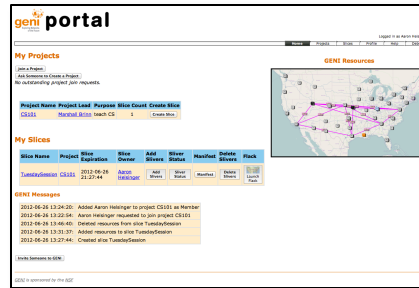 geni portal
Logged in as Aaron Hels
Home Projects Slices Profile Help
My Projects
GENI Resources
Join a Project
Ask Someone to Create a Project
No outstanding project join requests.
Project Name Project Lead Purpose Slice Count Create Slice
CS101 Marshall Brinn teach CS 1 Create Slice
My Slices
Slice Name Project Slice Expiration Slice Owner Add Slivers Sliver Status Manifest Delete Slivers Flack
TuesdaySession CS101 2012-06-26 21:27:44 Aaron Helsinger Add Slivers Sliver Status Manifest Delete Slivers Launch Flack
GENI Messages
2012-06-26 13:24:20: Added Aaron Helsinger to project CS101 as Member
2012-06-26 13:22:54: Aaron Helsinger requested to join project CS101
2012-06-26 13:46:40: Deleted resources from slice TuesdaySession
2012-06-26 13:31:37: Added resources to slice TuesdaySession
2012-06-26 13:27:44: Created slice TuesdaySession
Invite Someone to GENI
GENI is sponsored by the NSF